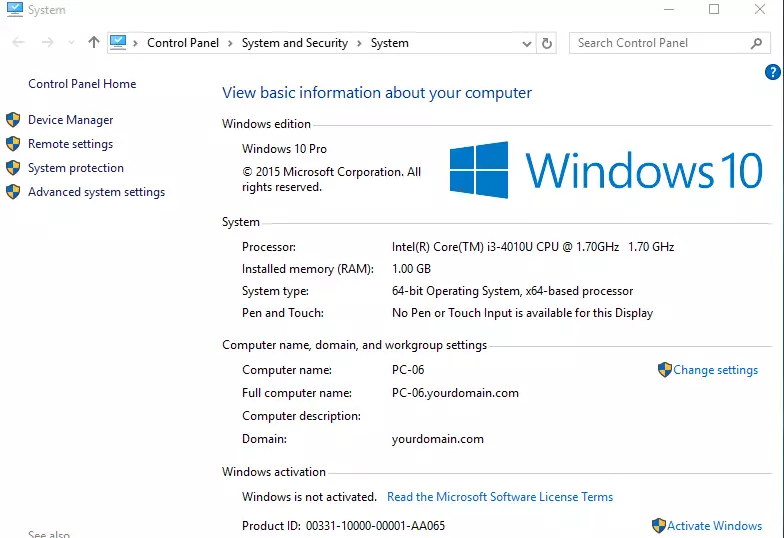 System
Control Panel > System and Security > System
Search Control Panel
Control Panel Home
Device Manager
Remote settings
System protection
Advanced system settings
See also
View basic information about your computer
Windows edition
Windows 10 Pro
© 2015 Microsoft Corporation. All
rights reserved.
Windows 10
System
Processor: Intel(R) Core(TM) i3-4010U CPU @ 1.70GHz 1.70 GHz
Installed memory (RAM): 1.00 GB
System type: 64-bit Operating System, x64-based processor
Pen and Touch: No Pen or Touch Input is available for this Display
Computer name, domain, and workgroup settings
Computer name: PC-06 Change settings
Full computer name: PC-06.yourdomain.com
Computer description:
Domain: yourdomain.com
Windows activation
Windows is not activated. Read the Microsoft Software License Terms
Product ID: 00331-10000-00001-AA065 Activate Windows